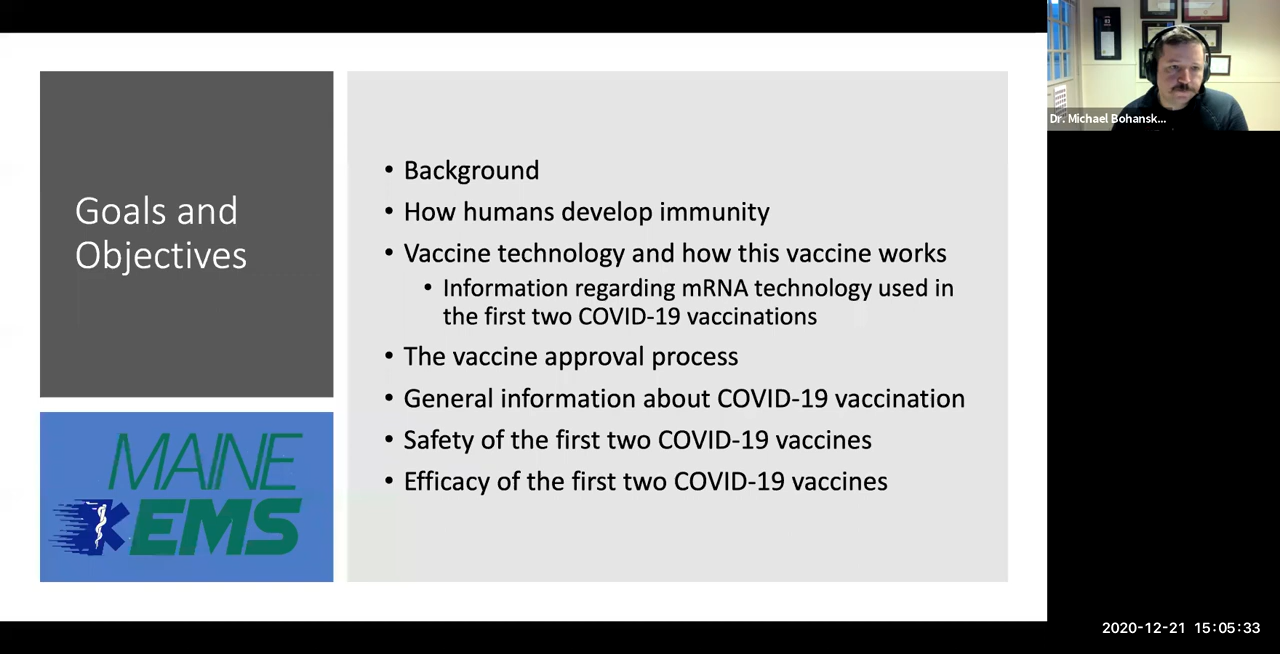 Goals and
Objectives
MAINE
EMS
• Background
• How humans develop immunity
• Vaccine technology and how this vaccine works
• Information regarding mRNA technology used in
the first two COVID-19 vaccinations
• The vaccine approval process
• General information about COVID-19 vaccination
• Safety of the first two COVID-19 vaccines
• Efficacy of the first two COVID-19 vaccines
Dr. Michael Bohansk...
2020-12-21 15:05:33